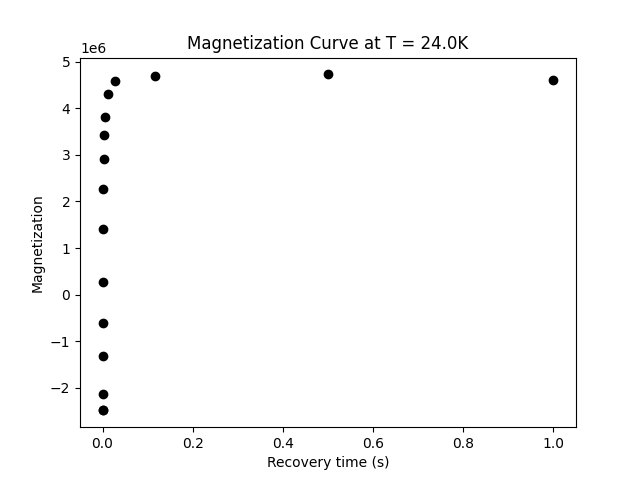 Magnetization Curve at T = 24.0K
1e6
5
4
3
2
1
0
−1
−2
Magnetization
0.0 0.2 0.4 0.6 0.8 1.0
Recovery time (s)